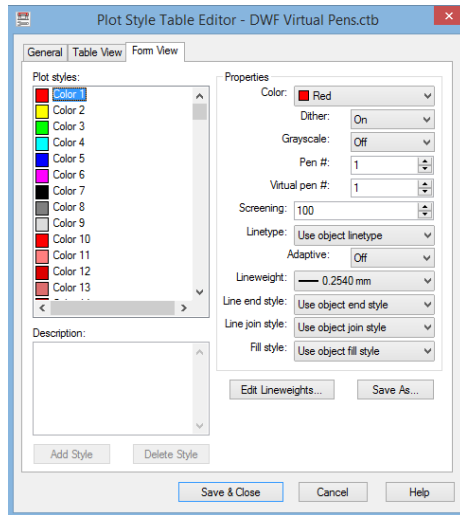 Plot Style Table Editor - DWF Virtual Pens.ctb
General Table View Form View
Plot styles:
Color 1
Color 2
Color 3
Color 4
Color 5
Color 6
Color 7
Color 8
Color 9
Color 10
Color 11
Color 12
Color 13
Description:
Add Style Delete Style
Properties
Color: Red
Dither: On
Grayscale: Off
Pen #: 1
Virtual pen #: 1
Screening: 100
Linetype: Use object linetype
Adaptive: Off
Lineweight: 0.2540 mm
Line end style: Use object end style
Line join style: Use object join style
Fill style: Use object fill style
Edit Lineweights... Save As...
Save & Close Cancel Help